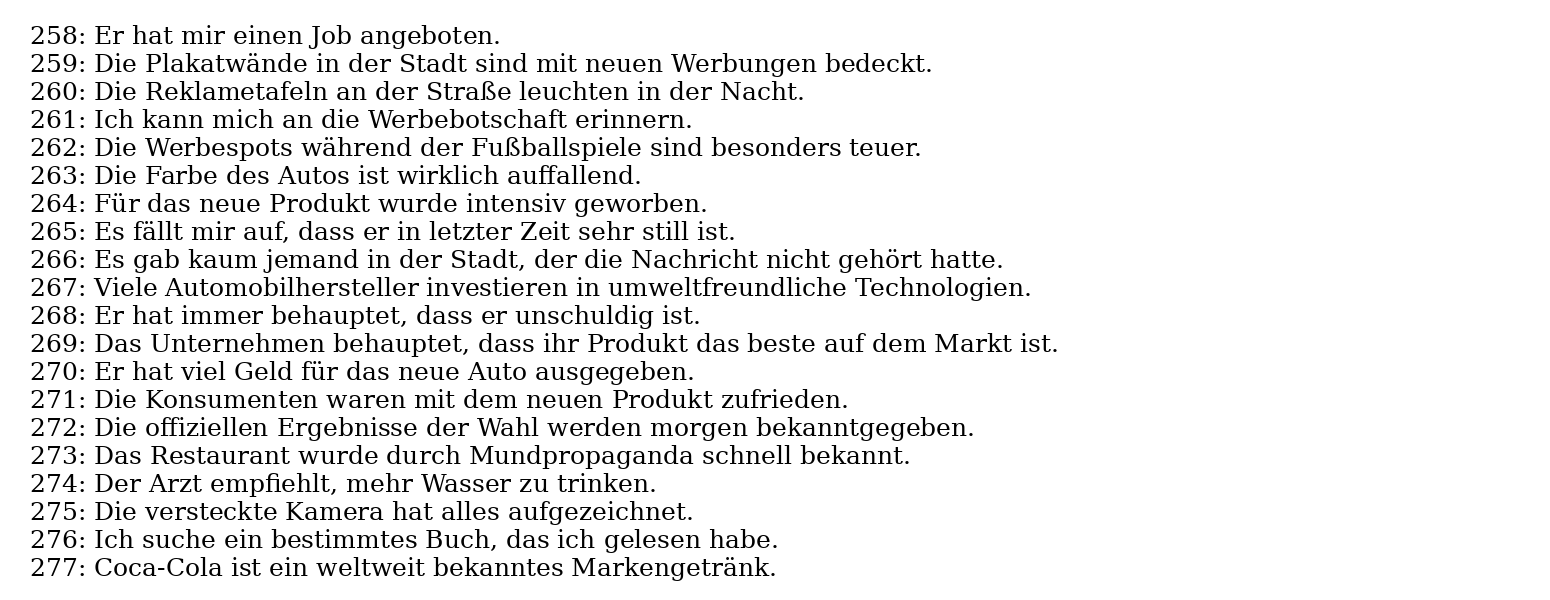 258: Er hat mir einen Job angeboten.
259: Die Plakatwände in der Stadt sind mit neuen Werbungen bedeckt.
260: Die Reklametafeln an der Straße leuchten in der Nacht.
261: Ich kann mich an die Werbebotschaft erinnern.
262: Die Werbespots während der Fußballspiele sind besonders teuer.
263: Die Farbe des Autos ist wirklich auffallend.
264: Für das neue Produkt wurde intensiv geworben.
265: Es fällt mir auf, dass er in letzter Zeit sehr still ist.
266: Es gab kaum jemand in der Stadt, der die Nachricht nicht gehört hatte.
267: Viele Automobilhersteller investieren in umweltfreundliche Technologien.
268: Er hat immer behauptet, dass er unschuldig ist.
269: Das Unternehmen behauptet, dass ihr Produkt das beste auf dem Markt ist.
270: Er hat viel Geld für das neue Auto ausgegeben.
271: Die Konsumenten waren mit dem neuen Produkt zufrieden.
272: Die offiziellen Ergebnisse der Wahl werden morgen bekanntgegeben.
273: Das Restaurant wurde durch Mundpropaganda schnell bekannt.
274: Der Arzt empfiehlt, mehr Wasser zu trinken.
275: Die versteckte Kamera hat alles aufgezeichnet.
276: Ich suche ein bestimmtes Buch, das ich gelesen habe.
277: Coca-Cola ist ein weltweit bekanntes Markengetränk.